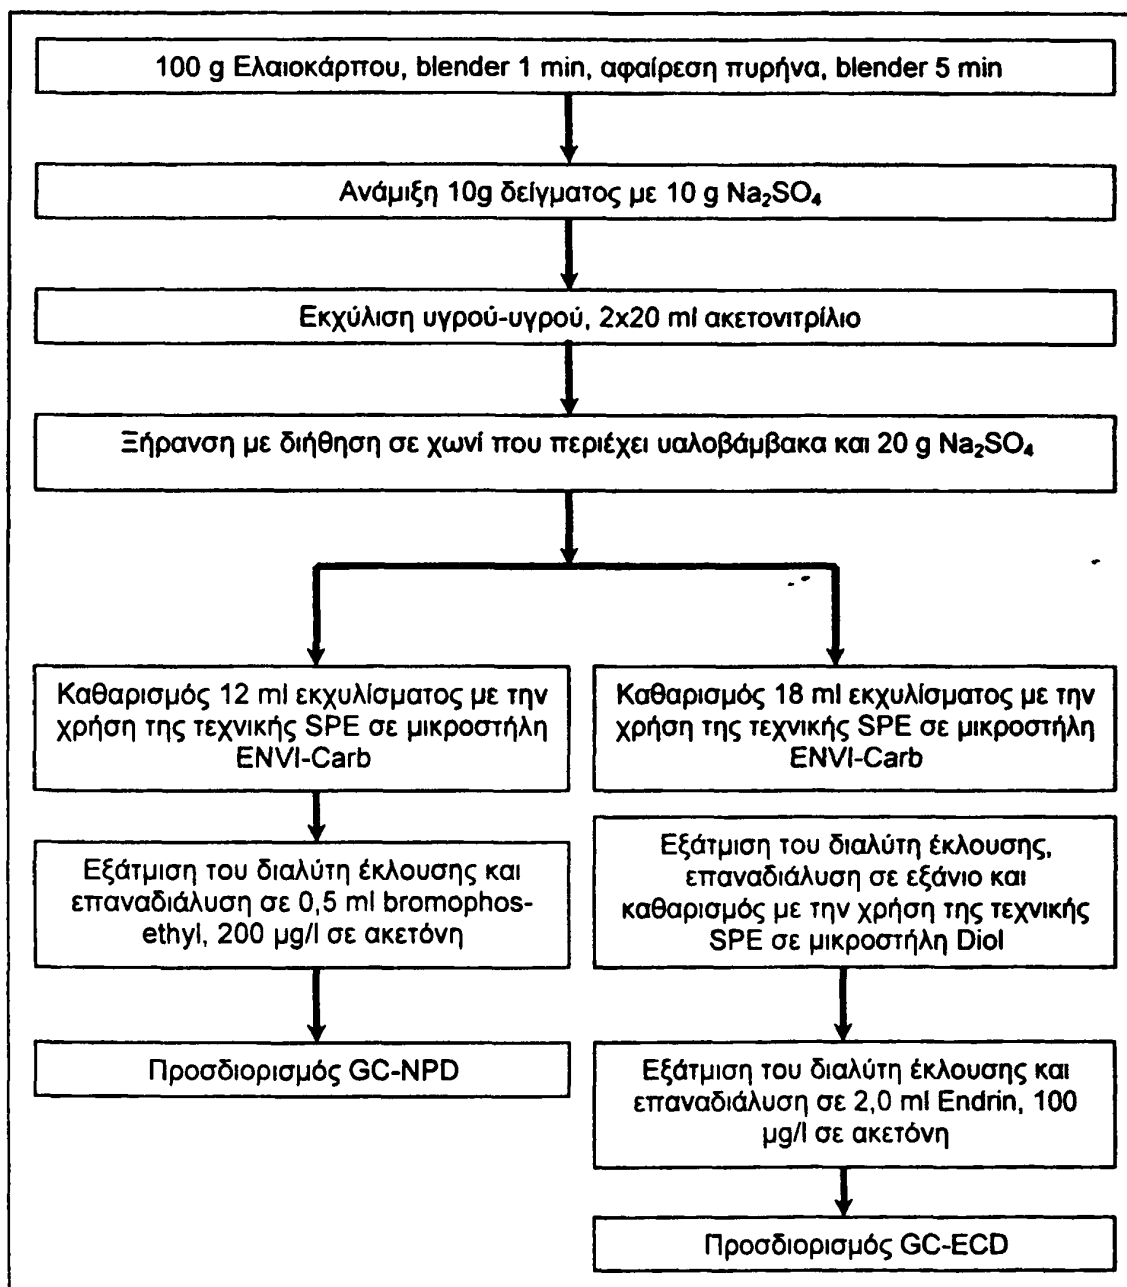 100 g Ελαιοκάρπου, blender 1 min, αφαίρεση πυρήνα, blender 5 min
Ανάμιξη 10g δείγματος με 10 g Na₂SO₄
Εκχύλιση υγρού-υγρού, 2x20 ml ακετονιτρίλιο
Ξήρανση με διήθηση σε χωνί που περιέχει υαλοβάμβακα και 20 g Na₂SO₄
Καθαρισμός 12 ml εκχυλίσματος με την
χρήση της τεχνικής SPE σε μικροστήλη
ENVI-Carb
Καθαρισμός 18 ml εκχυλίσματος με την
χρήση της τεχνικής SPE σε μικροστήλη
ENVI-Carb
Εξάτμιση του διαλύτη έκλουσης και
επαναδιάλυση σε 0,5 ml bromophos-
ethyl, 200 μg/l σε ακετόνη
Εξάτμιση του διαλύτη έκλουσης,
επαναδιάλυση σε εξάνιο και
καθαρισμός με την χρήση της τεχνικής
SPE σε μικροστήλη Diol
Προσδιορισμός GC-NPD
Εξάτμιση του διαλύτη έκλουσης και
επαναδιάλυση σε 2,0 ml Endrin, 100
μg/l σε ακετόνη
Προσδιορισμός GC-ECD